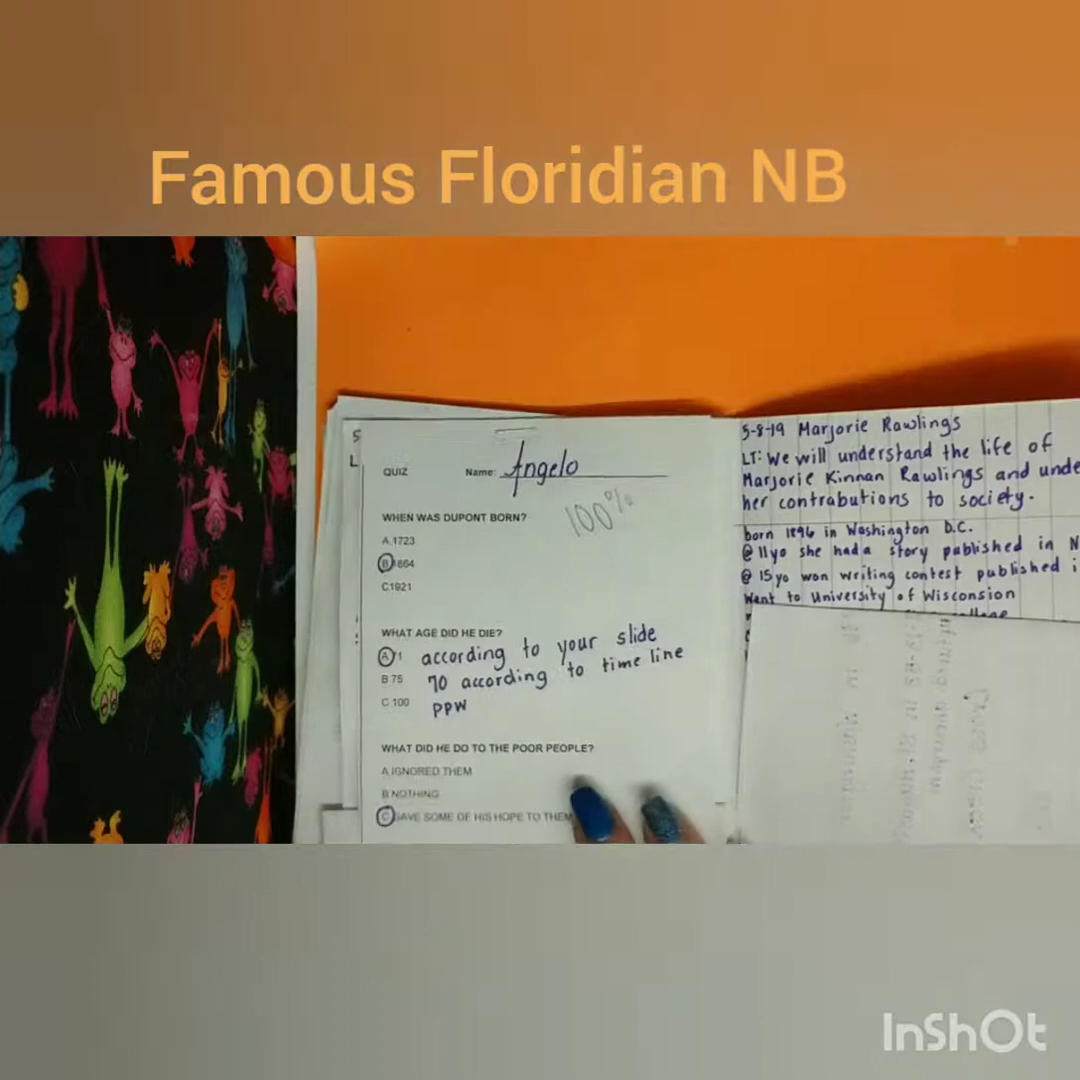 Famous Floridian NB
5
L
QUIZ
Name: Angelo
100%
WHEN WAS DUPONT BORN?
A.1723
B 1864
C1921
WHAT AGE DID HE DIE?
A 71 according to your slide
B 75 70 according to time line
C 100 PPW
WHAT DID HE DO TO THE POOR PEOPLE?
A IGNORED THEM
B NOTHING
C GAVE SOME OF HIS HOPE TO THEM
5-8-19 Marjorie Rawlings
LT: We will understand the life of
Marjorie Kinnan Rawlings and unde
her contrabutions to society.
born 1896 in Washington D.C.
@ 11yo she had a story published in N
@ 15yo won writing contest published i
Went to University of Wisconsion
InShOt